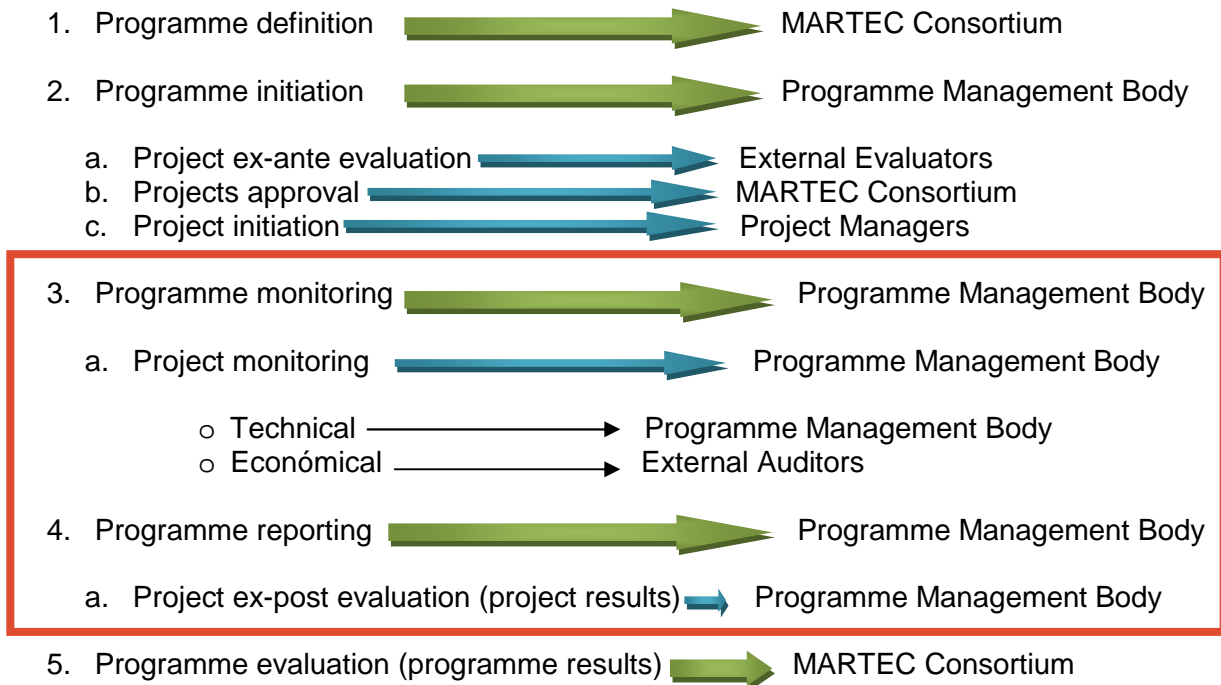 1. Programme definition MARTEC Consortium
2. Programme initiation Programme Management Body
a. Project ex-ante evaluation External Evaluators
b. Projects approval MARTEC Consortium
c. Project initiation Project Managers
3. Programme monitoring Programme Management Body
a. Project monitoring Programme Management Body
o Technical Programme Management Body
o Económical External Auditors
4. Programme reporting Programme Management Body
a. Project ex-post evaluation (project results) Programme Management Body
5. Programme evaluation (programme results) MARTEC Consortium